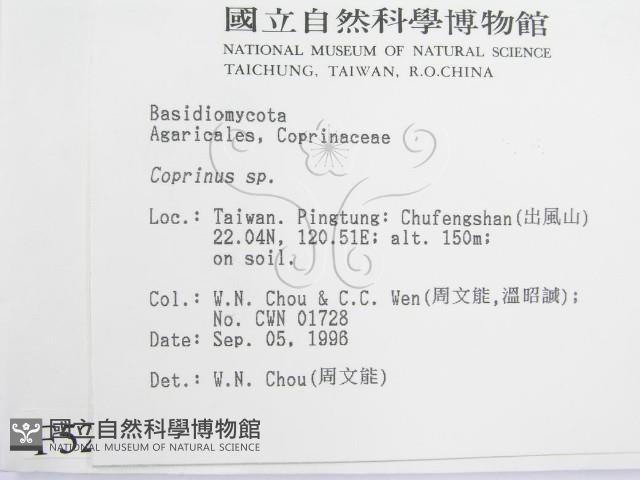 國立自然科學博物館
NATIONAL MUSEUM OF NATURAL SCIENCE
TAICHUNG, TAIWAN, R.O.CHINA
Basidiomycota
Agaricales, Coprinaceae
Coprinus sp.
Loc.: Taiwan. Pingtung: Chufengshan(出風山)
22.04N, 120.51E; alt. 150m;
on soil.
Col.: W.N. Chou & C.C. Wen(周文能,溫昭誠);
No. CWN 01728
Date: Sep. 05, 1996
Det.: W.N. Chou(周文能)
國立自然科學博物館
NATIONAL MUSEUM OF NATURAL SCIENCE